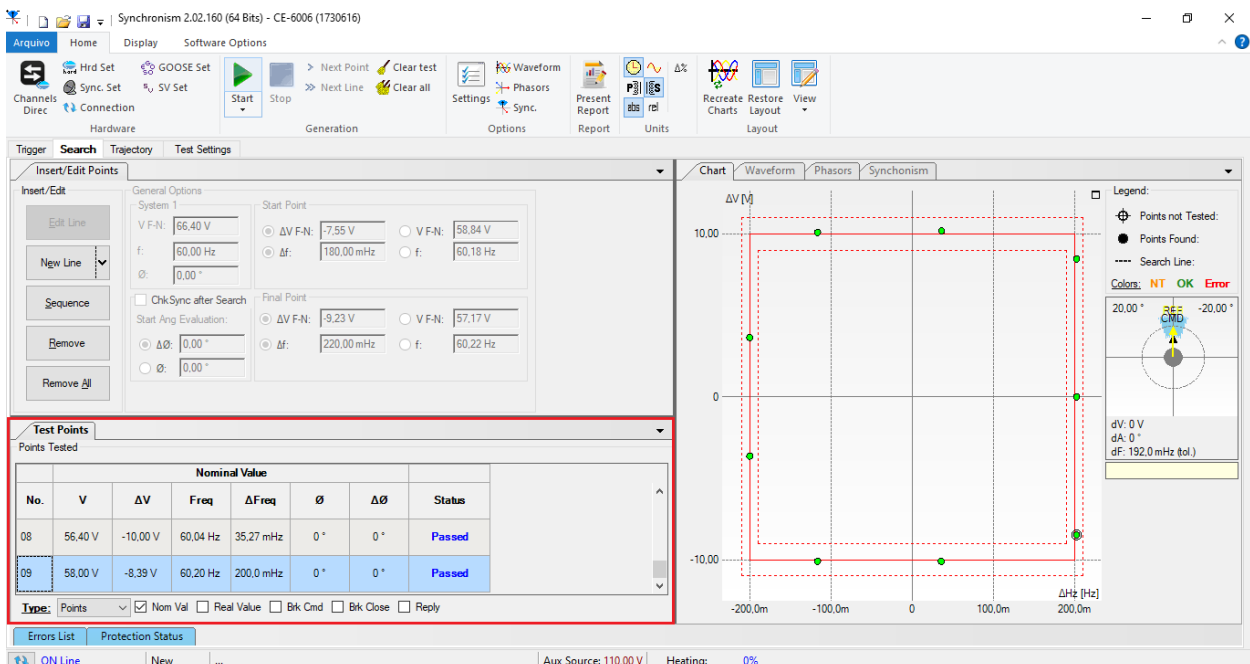 Synchronism 2.02.160 (64 Bits) - CE-6006 (1730616)
Arquivo Home Display Software Options
Channels Direc
Hrd Set
Sync. Set
Connection
GOOSE Set
SV Set
Hardware
Start
Stop
Next Point
Next Line
Clear test
Clear all
Generation
Settings
Waveform
Phasors
Sync.
Options
Present Report
Report
abs rel
Δ%
Units
Recreate Charts
Restore Layout
View
Layout
Trigger Search Trajectory Test Settings
Insert/Edit Points
Insert/Edit
Edit Line
New Line
Sequence
Remove
Remove All
General Options
System 1
V F-N: 66,40 V
f: 60,00 Hz
Ø: 0,00 °
Start Point
ΔV F-N: -7,55 V V F-N: 58,84 V
Δf: 180,00 mHz f: 60,18 Hz
Chk Sync after Search
Start Ang Evaluation:
ΔØ: 0,00 °
Ø: 0,00 °
Final Point
ΔV F-N: -9,23 V V F-N: 57,17 V
Δf: 220,00 mHz f: 60,22 Hz
Test Points
Points Tested
Nominal Value
No. V ΔV Freq ΔFreq Ø ΔØ Status
08 56,40 V -10,00 V 60,04 Hz 35,27 mHz 0 ° 0 ° Passed
09 58,00 V -8,39 V 60,20 Hz 200,0 mHz 0 ° 0 ° Passed
Type: Points Nom Val Real Value Brk Cmd Brk Close Reply
Chart Waveform Phasors Synchonism
ΔV [V]
10,00
0
-10,00
ΔHz [Hz]
-200,0m -100,0m 0 100,0m 200,0m
Legend:
Points not Tested:
Points Found:
Search Line:
Colors: NT OK Error
20,00 ° REF -20,00 °
CMD
dV: 0 V
dA: 0 °
dF: 192,0 mHz (tol.)
Errors List Protection Status
ON Line New ... Aux Source: 110,00 V Heating: 0%